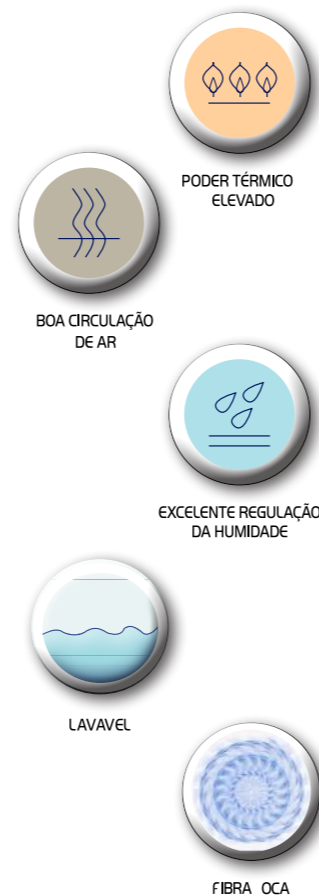 PODER TÉRMICO
ELEVADO
BOA CIRCULAÇÃO
DE AR
EXCELENTE REGULAÇÃO
DA HUMIDADE
LAVAVEL
FIBRA OCA